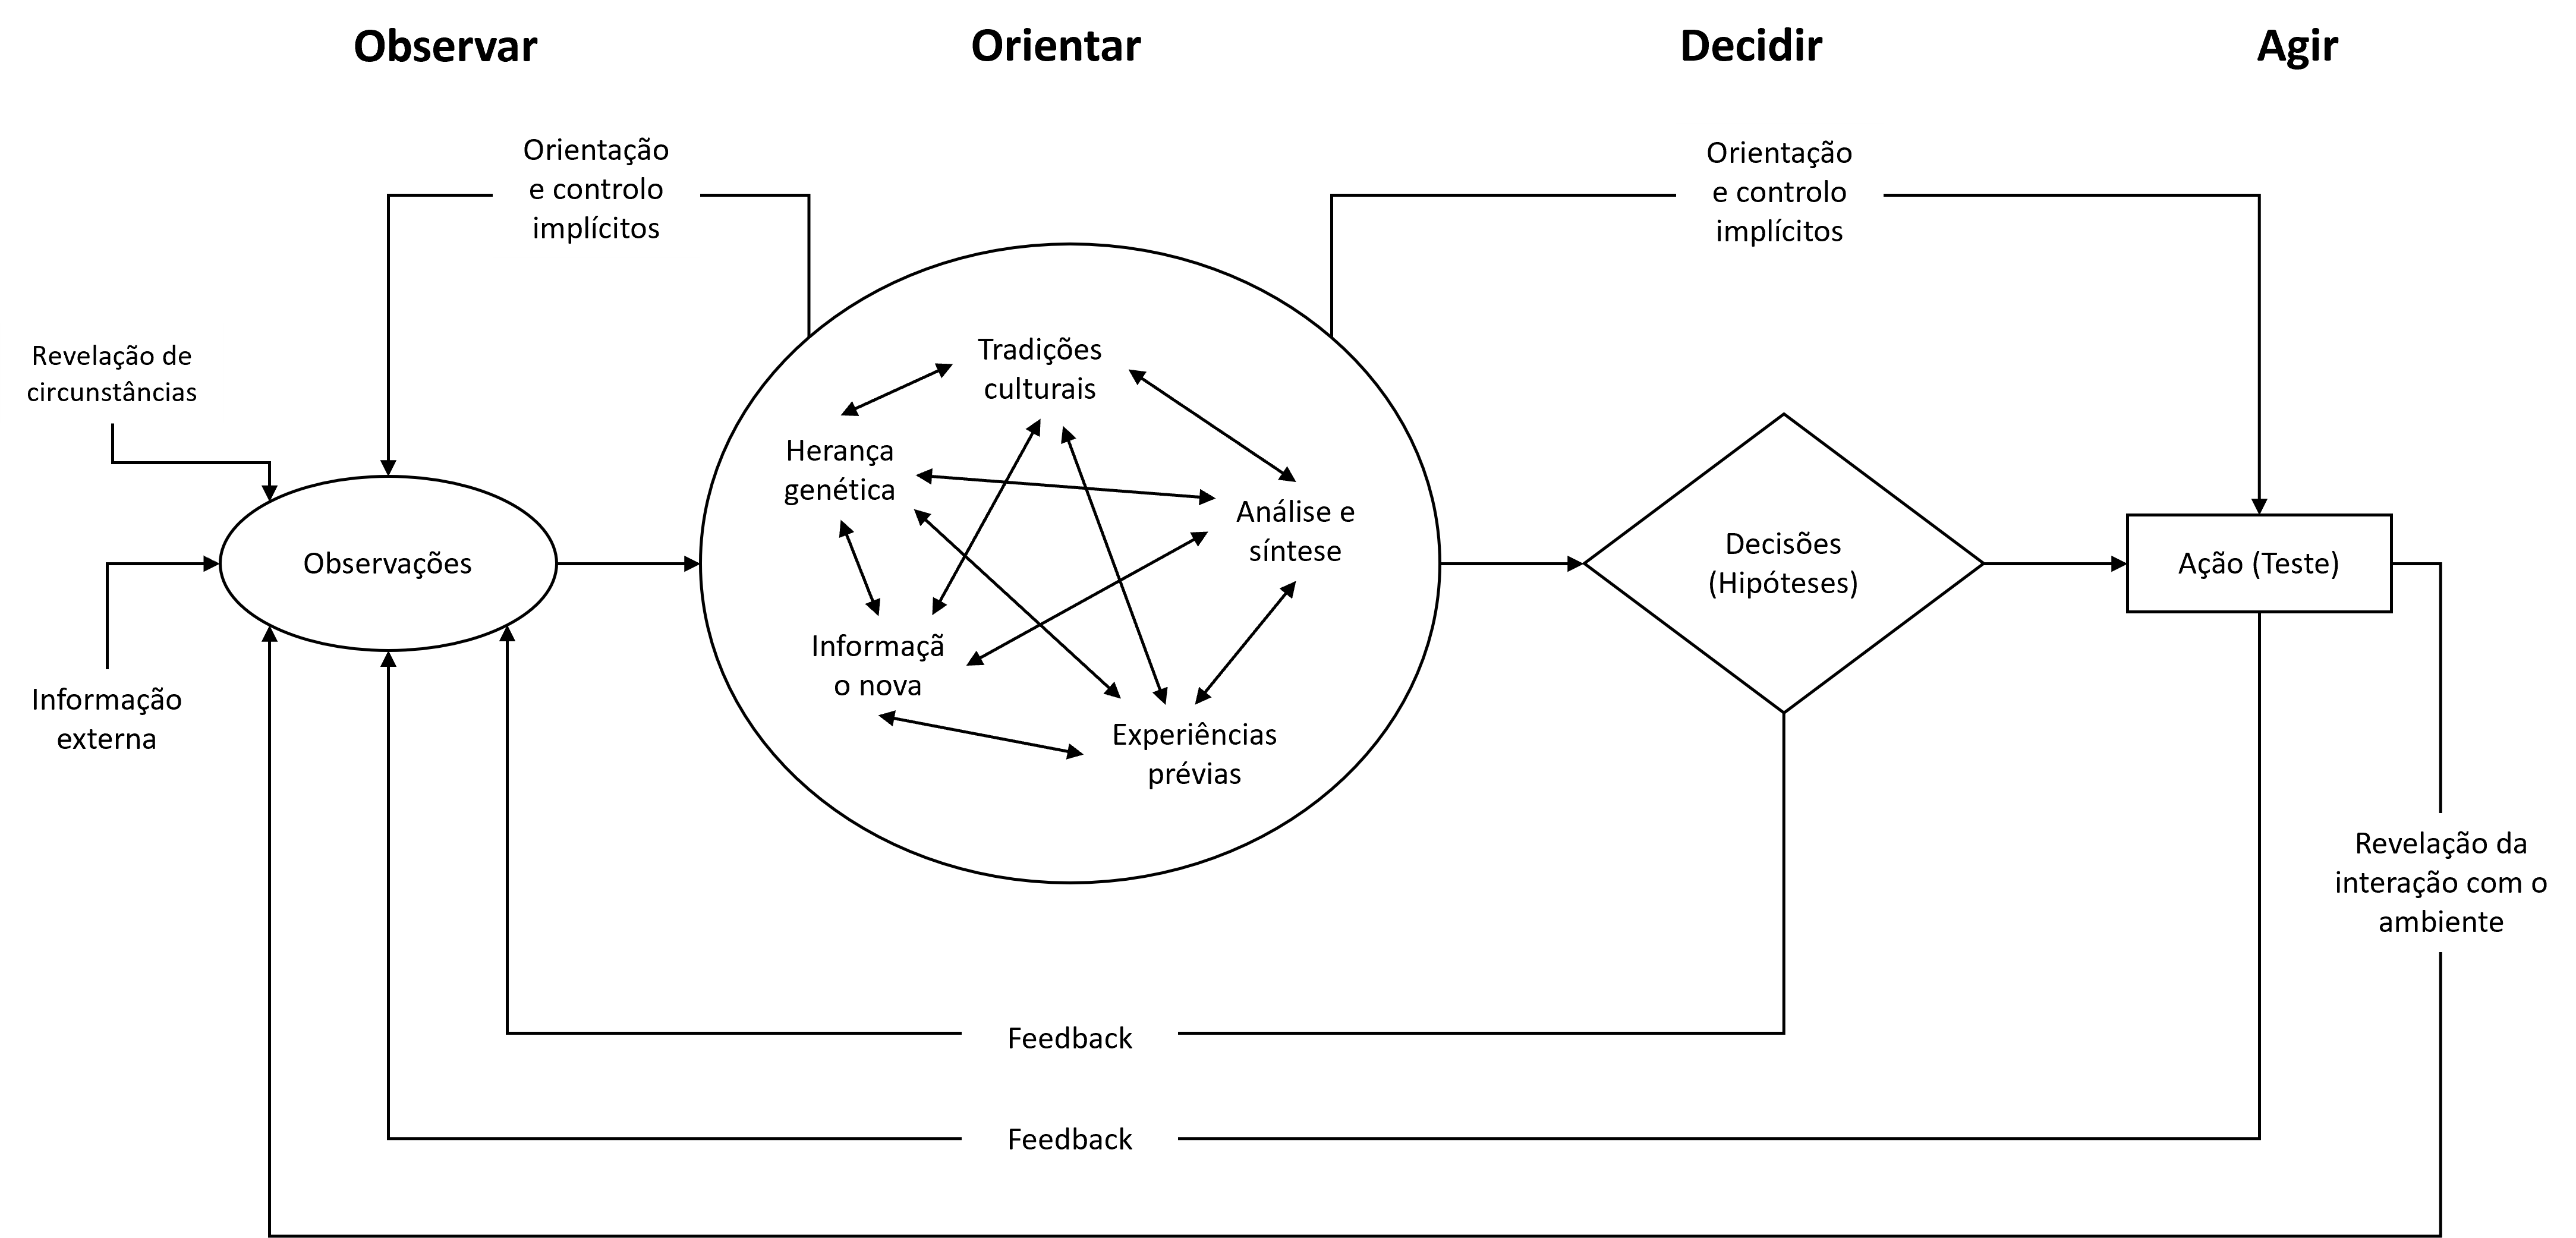 Observar
Orientar
Decidir
Agir
Orientação
e controlo
implícitos
Orientação
e controlo
implícitos
Revelação de
circunstâncias
Observações
Informação
externa
Tradições
culturais
Herança
genética
Análise e
síntese
Informaçã
o nova
Experiências
prévias
Decisões
(Hipóteses)
Ação (Teste)
Revelação da
interação com o
ambiente
Feedback
Feedback